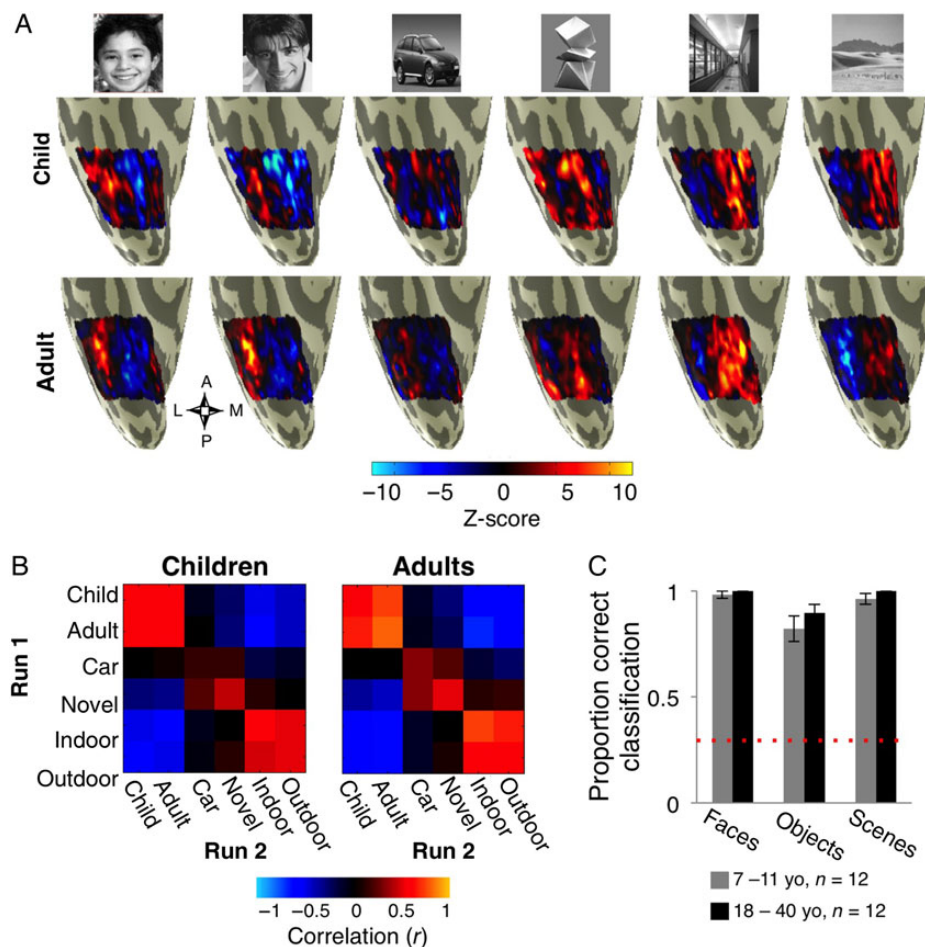 A
Child
Adult
A
L M
P
−10 −5 0 5 10
Z-score
B
Children Adults
Run 1
Child
Adult
Car
Novel
Indoor
Outdoor
Child Adult Car Novel Indoor Outdoor
Child Adult Car Novel Indoor Outdoor
Run 2 Run 2
−1 −0.5 0 0.5 1
Correlation (r)
C
Proportion correct
classification
1
0.5
0
Faces Objects Scenes
7 –11 yo, n = 12
18 – 40 yo, n = 12